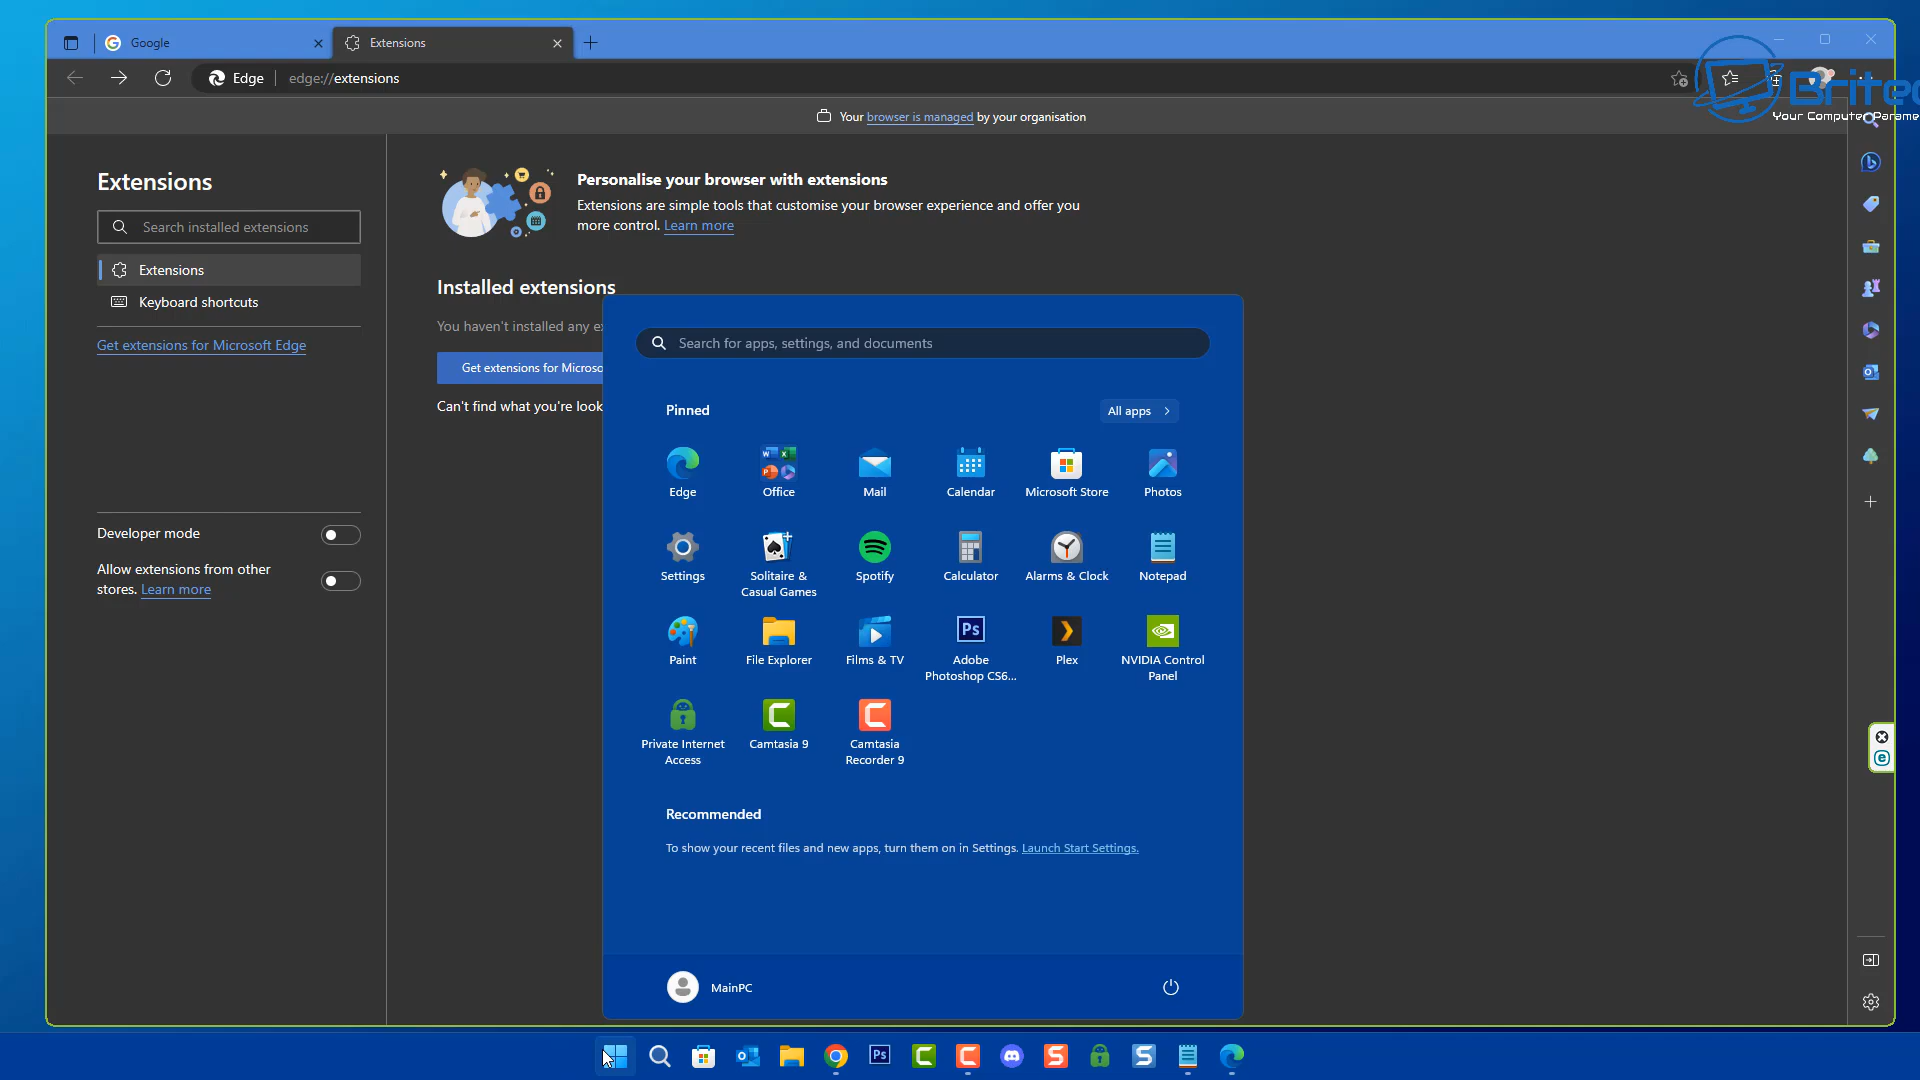 Google
Extensions
Edge
edge://extensions
Britec
Your Computer Parame
Your browser is managed by your organisation
Extensions
Search installed extensions
Extensions
Keyboard shortcuts
Get extensions for Microsoft Edge
Developer mode
Allow extensions from other
stores. Learn more
Personalise your browser with extensions
Extensions are simple tools that customise your browser experience and offer you
more control. Learn more
Installed extensions
You haven't installed any ex
Get extensions for Microso
Can't find what you're look
Search for apps, settings, and documents
Pinned
All apps
Edge
Office
Mail
Calendar
Microsoft Store
Photos
Settings
Solitaire &
Casual Games
Spotify
Calculator
Alarms & Clock
Notepad
Paint
File Explorer
Films & TV
Ps
Adobe
Photoshop CS6...
Plex
NVIDIA Control
Panel
Private Internet
Access
Camtasia 9
Camtasia
Recorder 9
Recommended
To show your recent files and new apps, turn them on in Settings. Launch Start Settings.
MainPC
Ps